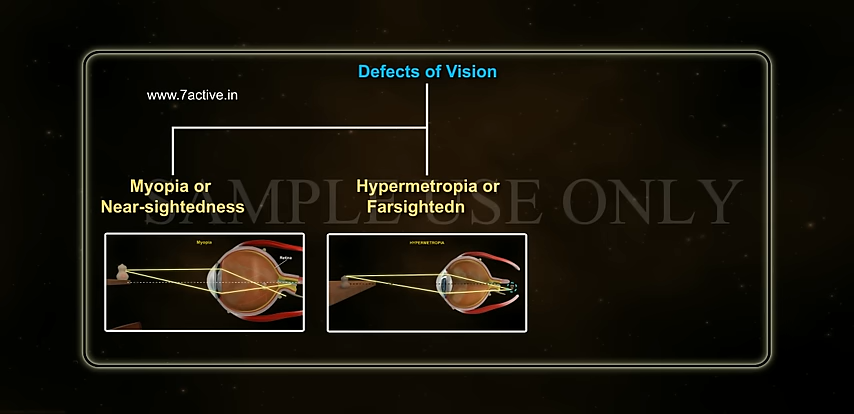 Defects of Vision
www.7active.in
Myopia or
Near-sightedness
Hypermetropia or
Farsightedn
SAMPLE USE ONLY
Myopia
Retina
HYPERMETROPIA